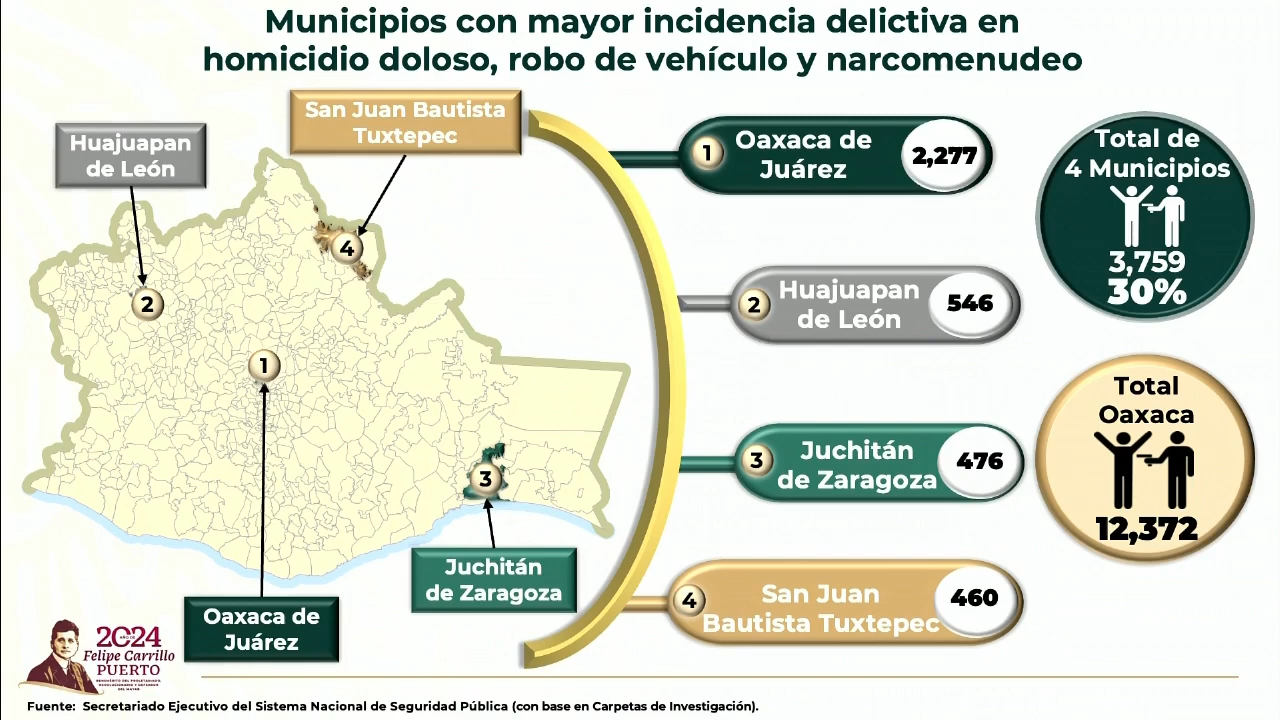 Municipios con mayor incidencia delictiva en
homicidio doloso, robo de vehículo y narcomenudeo
San Juan Bautista
Tuxtepec
Huajuapan
de León
4
2
1
3
Juchitán
de Zaragoza
Oaxaca de
Juárez
1
Oaxaca de
Juárez
2,277
2
Huajuapan
de León
546
3
Juchitán
de Zaragoza
476
4
San Juan
Bautista Tuxtepec
460
Total de
4 Municipios
3,759
30%
Total
Oaxaca
12,372
2024
Felipe Carrillo
PUERTO
Fuente: Secretariado Ejecutivo del Sistema Nacional de Seguridad Pública (con base en Carpetas de Investigación).